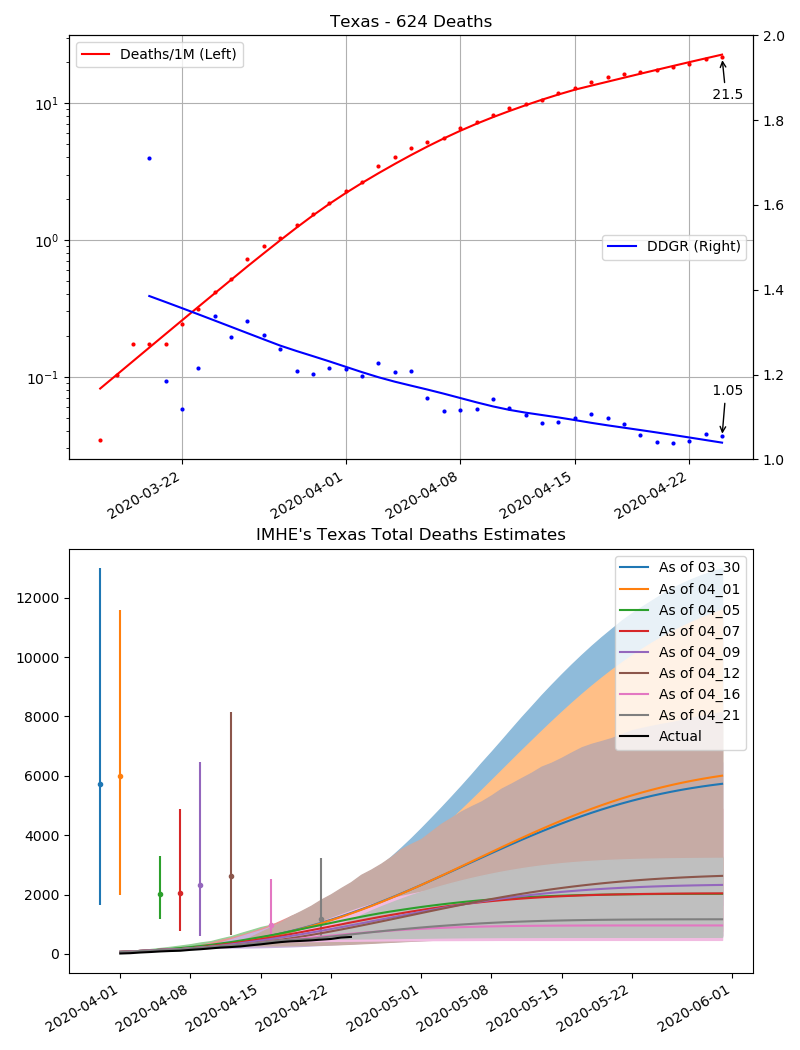 Texas - 624 Deaths
Deaths/1M (Left)
DDGR (Right)
21.5
1.05
10¹
10⁰
10⁻¹
2.0
1.8
1.6
1.4
1.2
1.0
2020-03-22
2020-04-01
2020-04-08
2020-04-15
2020-04-22
IMHE's Texas Total Deaths Estimates
As of 03_30
As of 04_01
As of 04_05
As of 04_07
As of 04_09
As of 04_12
As of 04_16
As of 04_21
Actual
12000
10000
8000
6000
4000
2000
0
2020-04-01
2020-04-08
2020-04-15
2020-04-22
2020-05-01
2020-05-08
2020-05-15
2020-05-22
2020-06-01